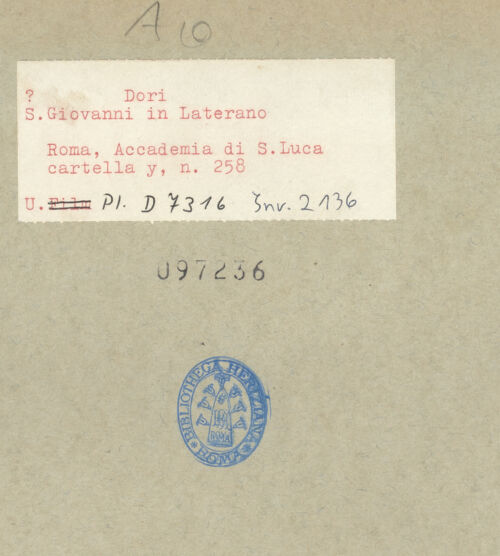 A 10
? Dori
S.Giovanni in Laterano
Roma, Accademia di S.Luca
cartella y, n. 258
U. Film Pl. D 7316 Inv. 2136
097236
BIBLIOTHECA HERTZIANA
ROMA